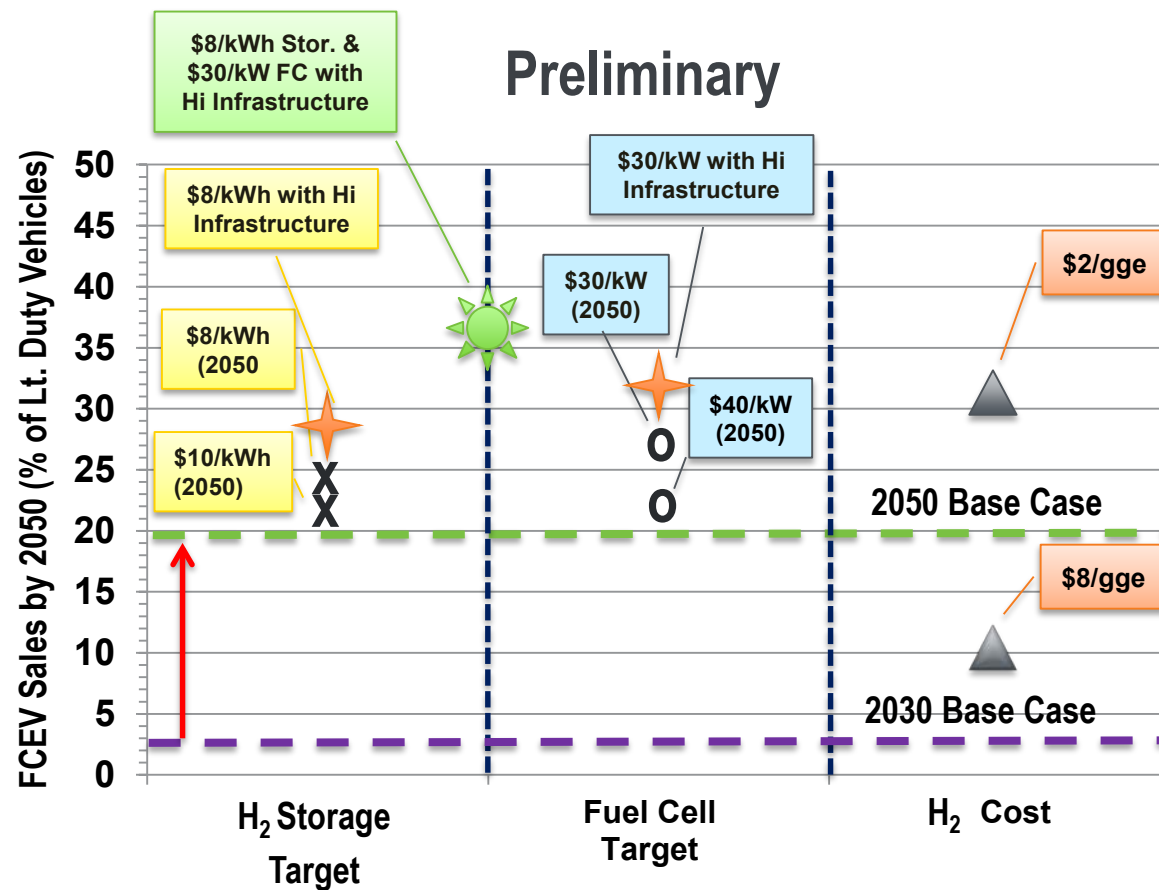 Preliminary
$8/kWh Stor. &
$30/kW FC with
Hi Infrastructure
$8/kWh with Hi
Infrastructure
$8/kWh
(2050
$10/kWh
(2050)
$30/kW with Hi
Infrastructure
$30/kW
(2050)
$40/kW
(2050)
$2/gge
2050 Base Case
$8/gge
2030 Base Case
FCEV Sales by 2050 (% of Lt. Duty Vehicles)
50
45
40
35
30
25
20
15
10
5
0
X
X
O
O
H₂ Storage
Target
Fuel Cell
Target
H₂ Cost